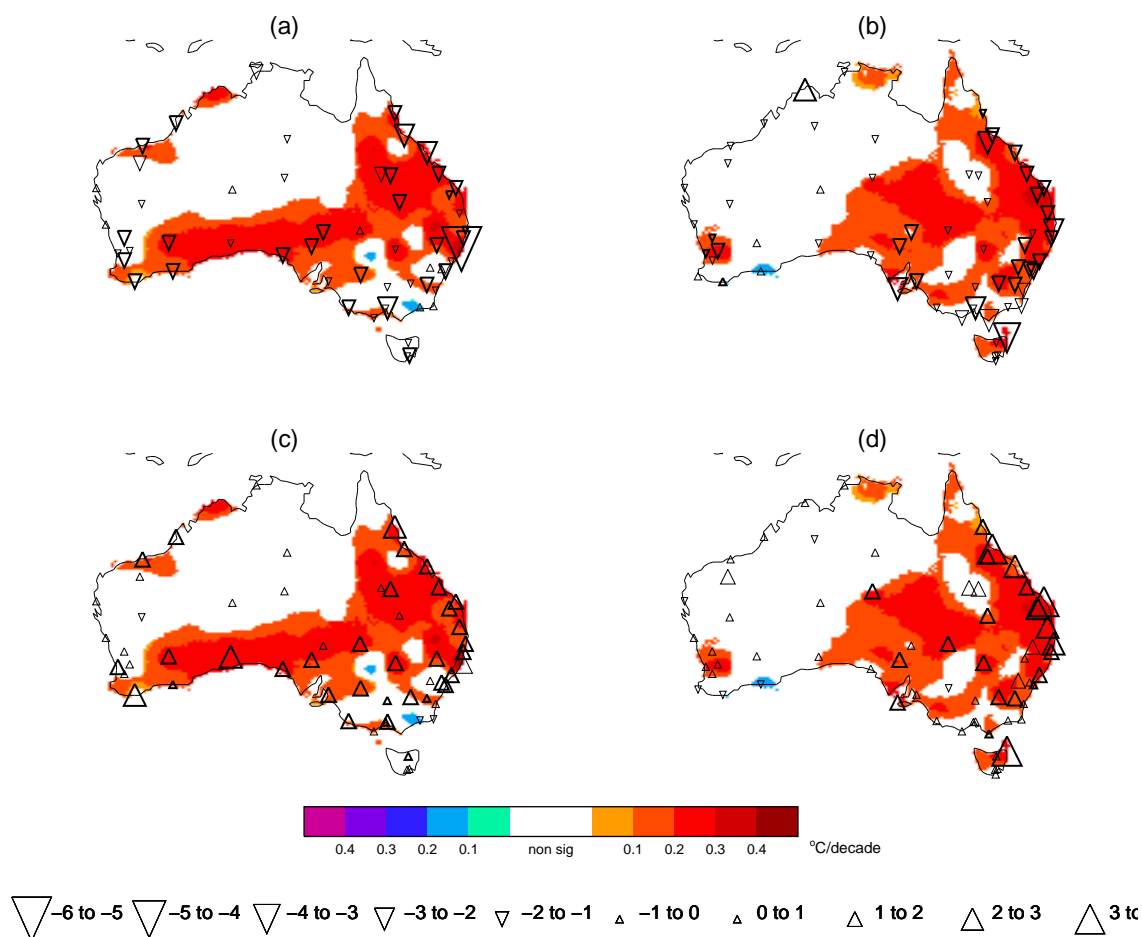 (a) (b)
(c) (d)
0.4 0.3 0.2 0.1 non sig 0.1 0.2 0.3 0.4 °C/decade
−6 to −5 −5 to −4 −4 to −3 −3 to −2 −2 to −1 −1 to 0 0 to 1 1 to 2 2 to 3 3 to